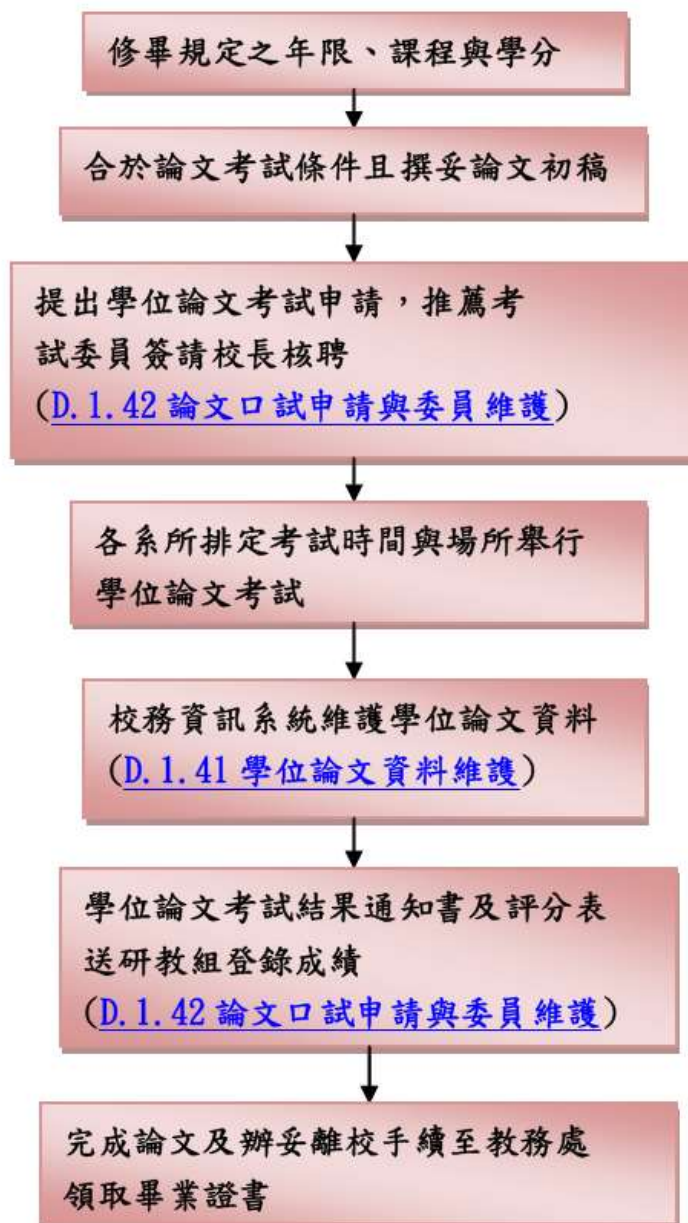 修畢規定之年限、課程與學分
合於論文考試條件且撰妥論文初稿
提出學位論文考試申請，推薦考
試委員簽請校長核聘
(D.1.42 論文口試申請與委員維護)
各系所排定考試時間與場所舉行
學位論文考試
校務資訊系統維護學位論文資料
(D.1.41 學位論文資料維護)
學位論文考試結果通知書及評分表
送研教組登錄成績
(D.1.42 論文口試申請與委員維護)
完成論文及辦妥離校手續至教務處
領取畢業證書